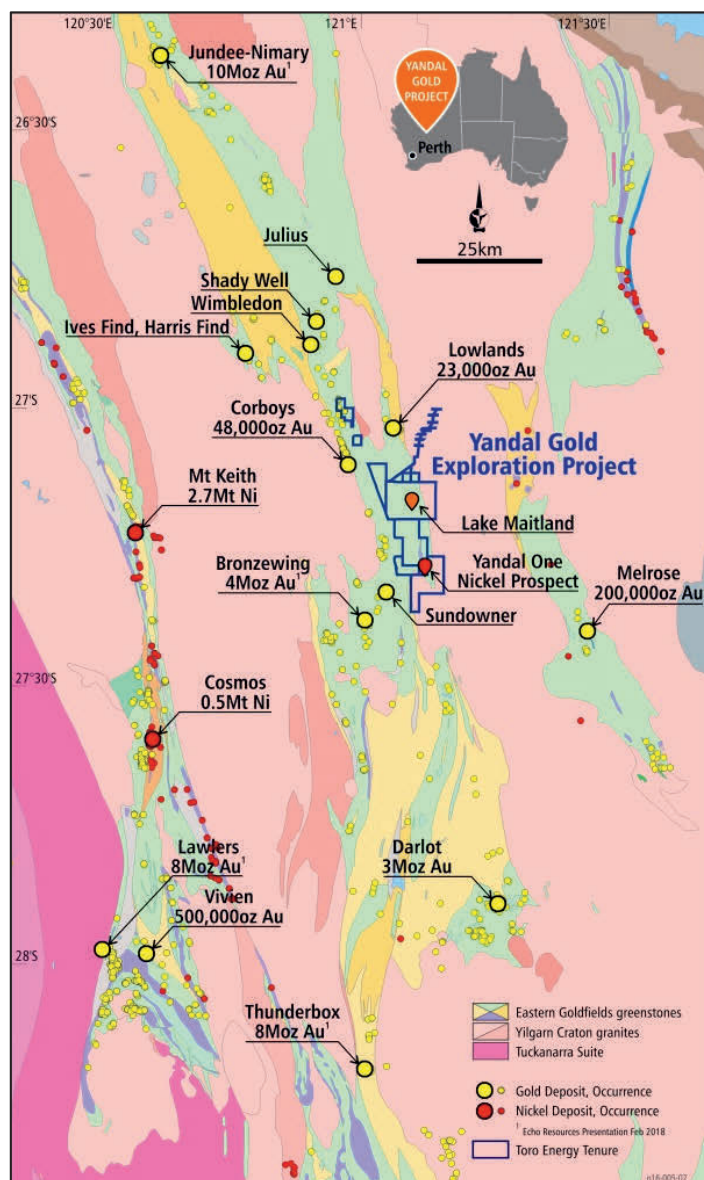 120°30'E
121°E
121°30'E
Jundee-Nimary
10Moz Au¹
YANDAL
GOLD
PROJECT
Perth
26°30'S
25km
Julius
Shady Well
Wimbledon
Ives Find, Harris Find
Lowlands
23,000oz Au
27°S
Corboys
48,000oz Au
Yandal Gold
Exploration Project
Mt Keith
2.7Mt Ni
Lake Maitland
Bronzewing
4Moz Au¹
Yandal One
Nickel Prospect
Melrose
200,000oz Au
Sundowner
27°30'S
Cosmos
0.5Mt Ni
Lawlers
8Moz Au¹
Darlot
3Moz Au
Vivien
500,000oz Au
28°S
Thunderbox
8Moz Au¹
Eastern Goldfields greenstones
Yilgarn Craton granites
Tuckanarra Suite
Gold Deposit, Occurrence
Nickel Deposit, Occurrence
¹ Echo Resources Presentation Feb 2018
Toro Energy Tenure